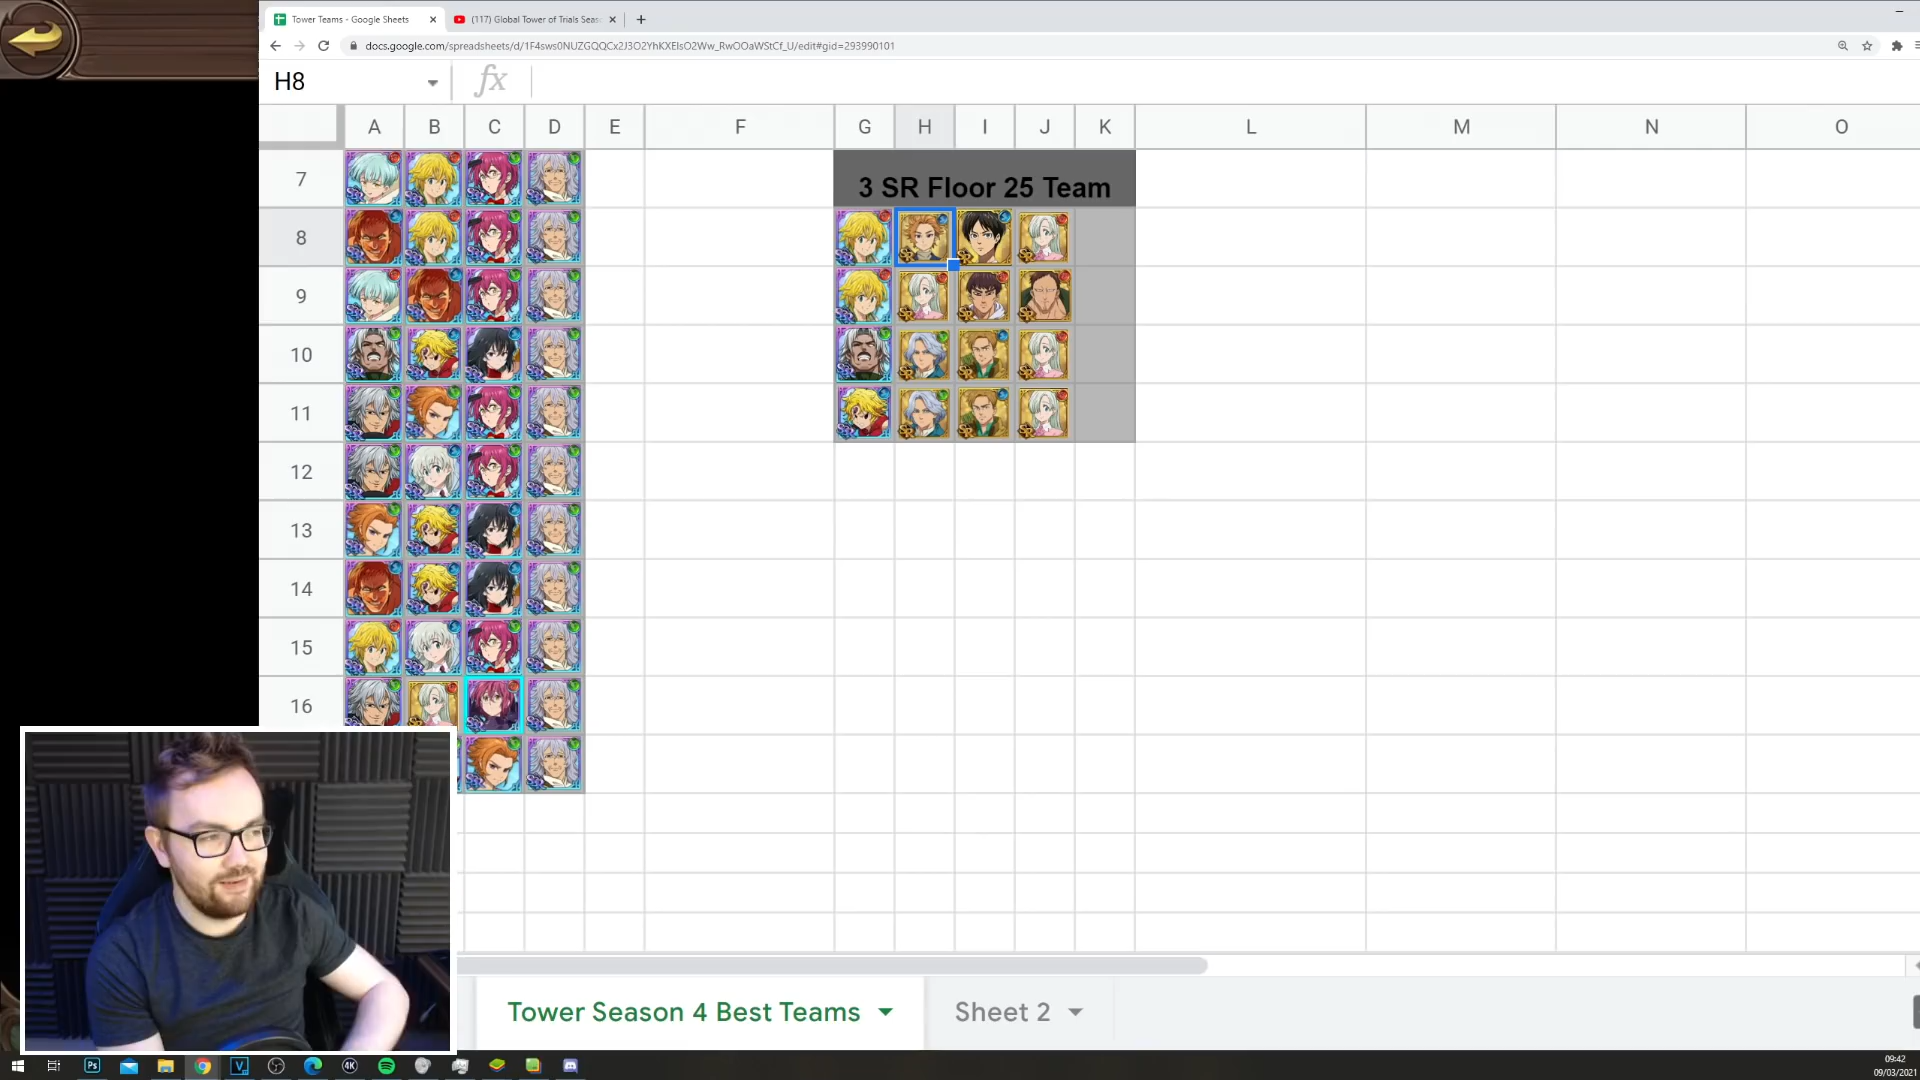 Tower Teams - Google Sheets
(117) Global Tower of Trials Seas
docs.google.com/spreadsheets/d/1F4sws0NUZGQQCx2J3O2YhKXEIsO2Ww_RwOOaWStCf_U/edit#gid=293990101
H8
fx
A B C D E F G H I J K L M N O
7
3 SR Floor 25 Team
8
9
10
11
12
13
14
15
16
Tower Season 4 Best Teams
Sheet 2
09:42
09/03/2021